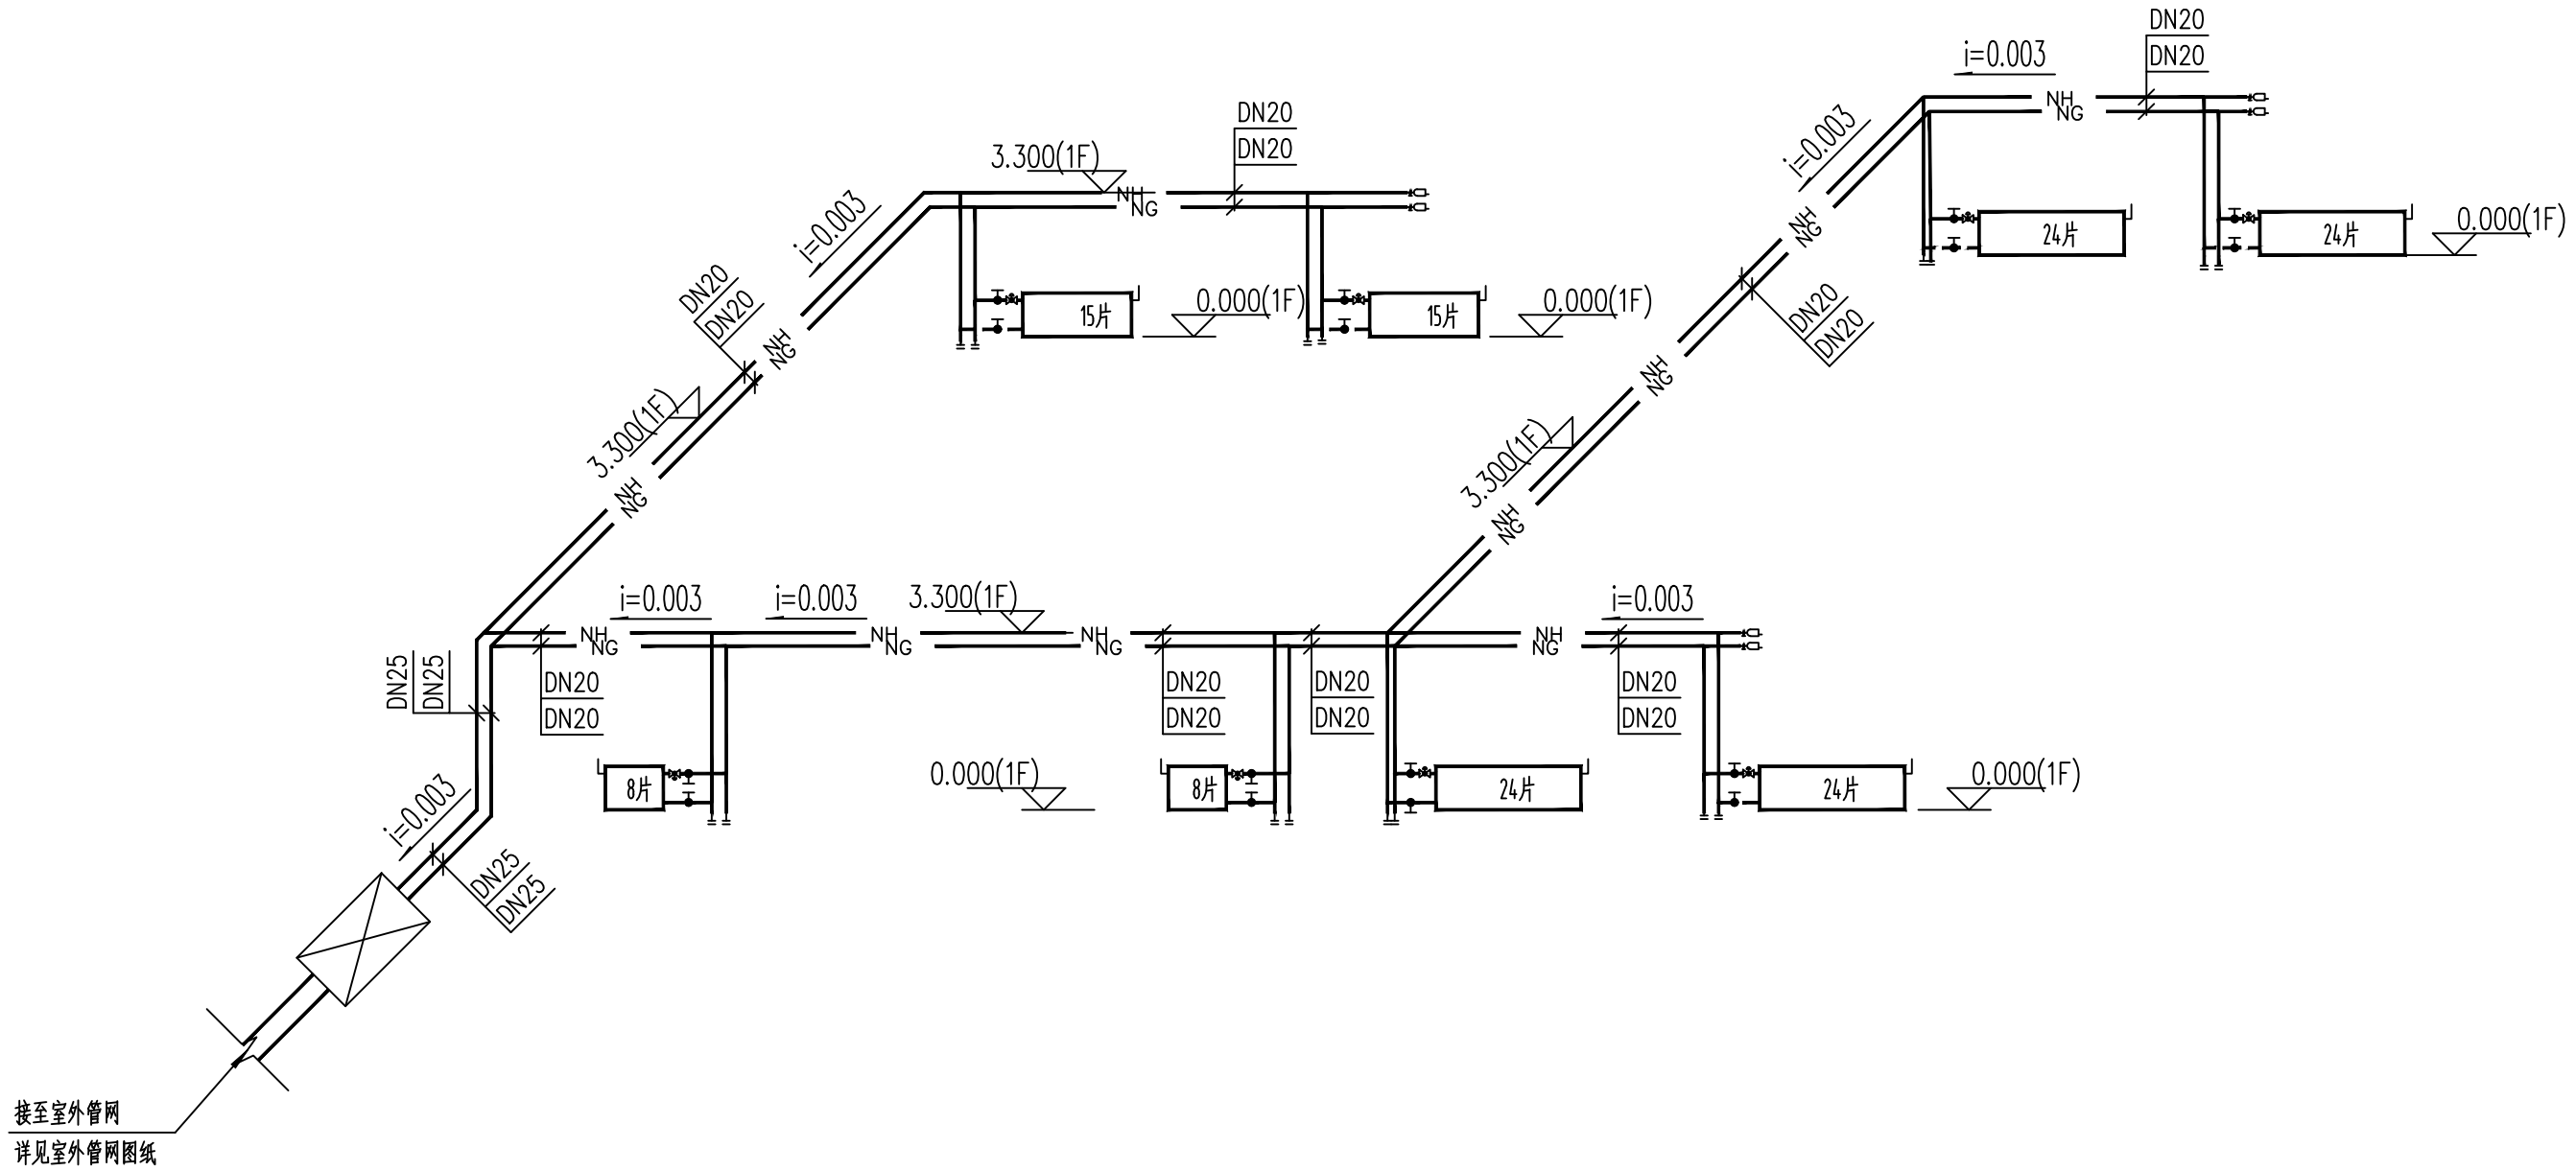 DN20
i=0.003
DN20
NH
NG
DN20
i=0.003
3.300(1F)
DN20
NH
NG
i=0.003
NH
NG
24片
24片
0.000(1F)
DN20
DN20
15片
0.000(1F)
15片
0.000(1F)
DN20
DN20
NH
NG
NH
NG
3.300(1F)
3.300(1F)
NH
NG
NH
NG
i=0.003
i=0.003
3.300(1F)
i=0.003
NH
NG
NH
NG
NH
NG
NH
NG
DN25
DN25
DN20
DN20
DN20
DN20
DN20
DN20
DN20
DN20
i=0.003
8片
0.000(1F)
8片
24片
24片
0.000(1F)
DN25
DN25
接至室外管网
详见室外管网图纸